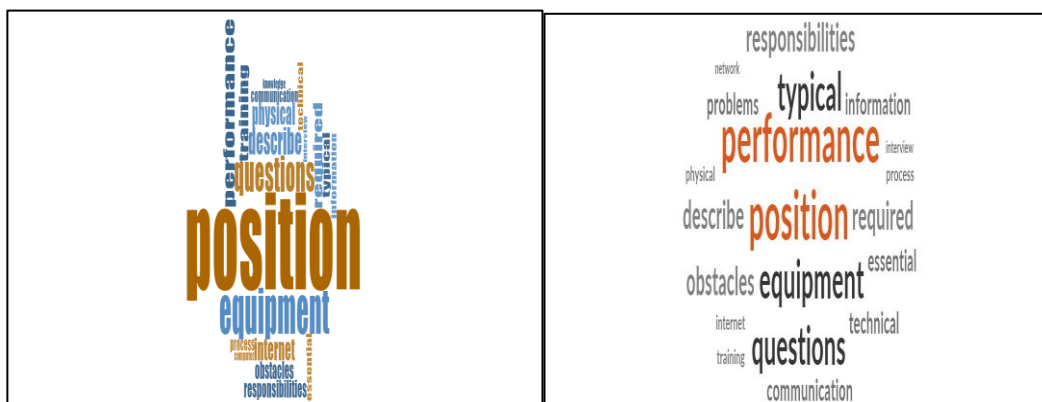 performance
training
knowledge
communication
technical
physical
interview
describe
required
typical
information
questions
position
equipment
process
internet
computer
essential
obstacles
responsibilities
responsibilities
network
typical
problems
information
performance
interview
physical
process
describe
position
required
essential
obstacles
equipment
internet
technical
training
questions
communication